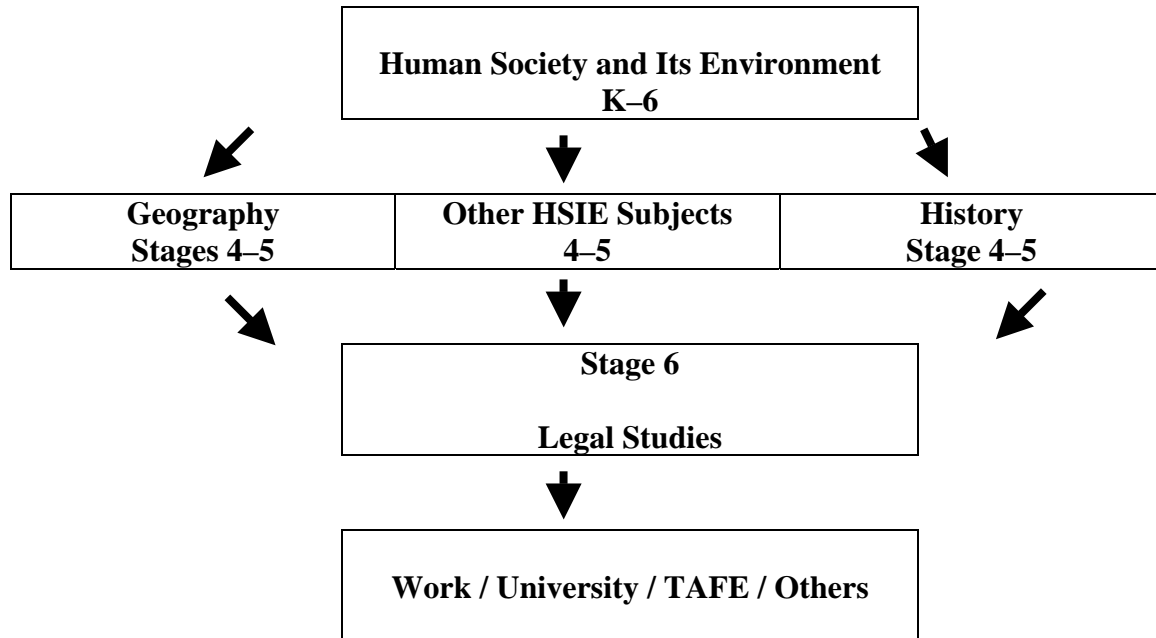 Human Society and Its Environment
K–6
Geography
Stages 4–5
Other HSIE Subjects
4–5
History
Stage 4–5
Stage 6
Legal Studies
Work / University / TAFE / Others